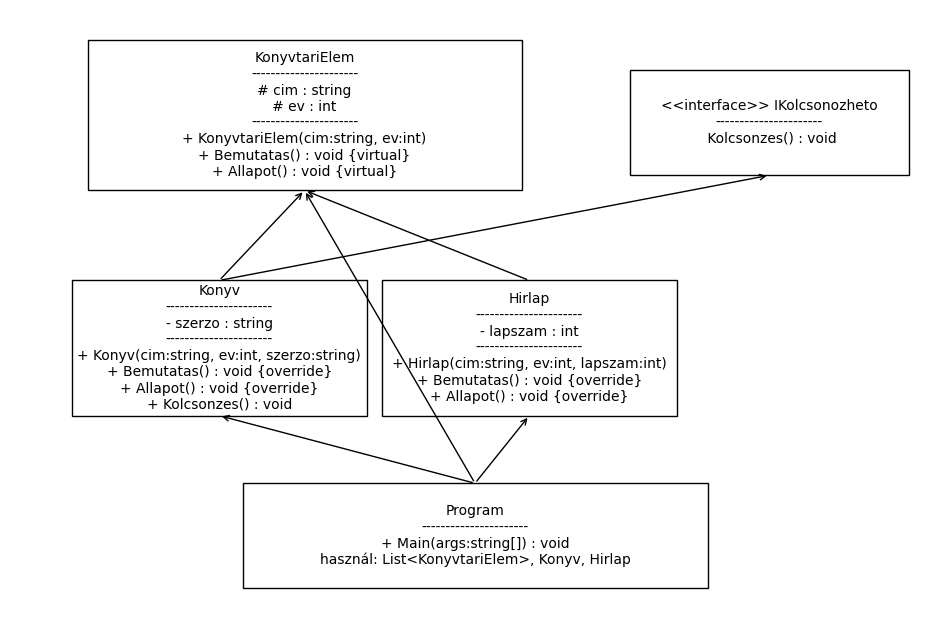 KonyvtariElem
----------------------
# cim : string
# ev : int
----------------------
+ KonyvtariElem(cim:string, ev:int)
+ Bemutatas() : void {virtual}
+ Allapot() : void {virtual}
<<interface>> IKolcsonozheto
----------------------
Kolcsonzes() : void
Konyv
----------------------
- szerzo : string
----------------------
+ Konyv(cim:string, ev:int, szerzo:string)
+ Bemutatas() : void {override}
+ Allapot() : void {override}
+ Kolcsonzes() : void
Hirlap
----------------------
- lapszam : int
----------------------
+ Hirlap(cim:string, ev:int, lapszam:int)
+ Bemutatas() : void {override}
+ Allapot() : void {override}
Program
----------------------
+ Main(args:string[]) : void
használ: List<KonyvtariElem>, Konyv, Hirlap